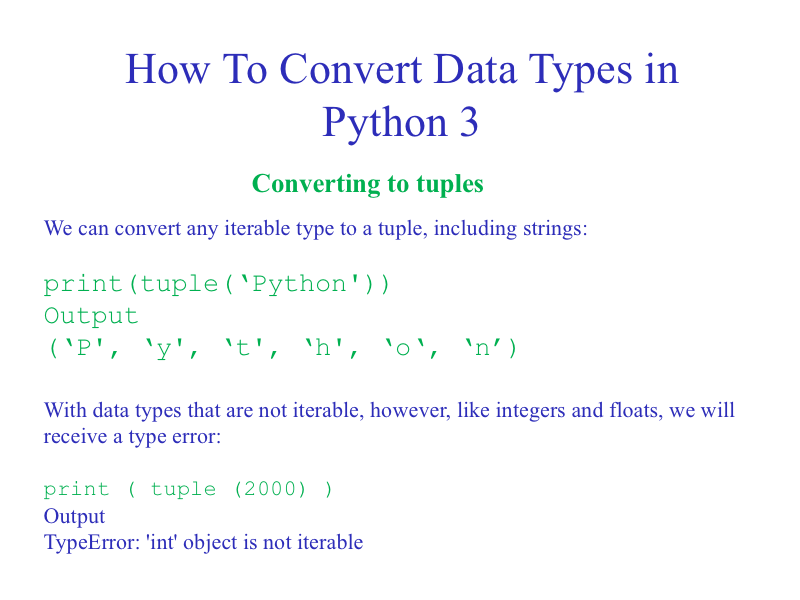 How To Convert Data Types in
Python 3
Converting to tuples
We can convert any iterable type to a tuple, including strings:
print(tuple(‘Python'))
Output
(‘P', ‘y', ‘t', ‘h', ‘o‘, ‘n’)
With data types that are not iterable, however, like integers and floats, we will
receive a type error:
print ( tuple (2000) )
Output
TypeError: 'int' object is not iterable